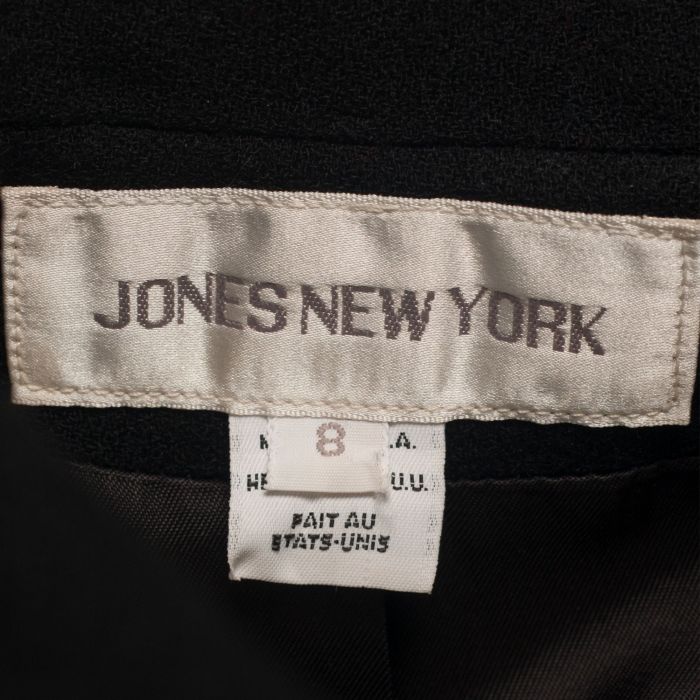 JONES NEW YORK
8
.A.
U.U.
FAIT AU
ETATS-UNIS